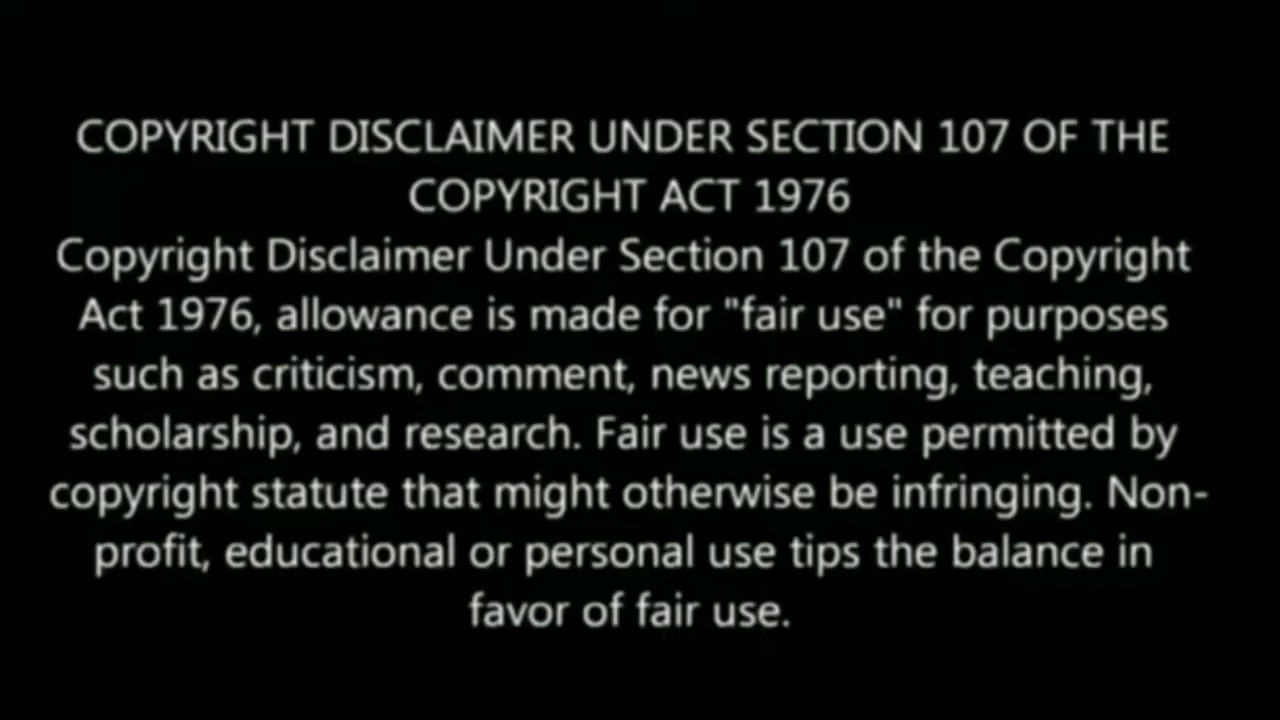 COPYRIGHT DISCLAIMER UNDER SECTION 107 OF THE
COPYRIGHT ACT 1976
Copyright Disclaimer Under Section 107 of the Copyright
Act 1976, allowance is made for "fair use" for purposes
such as criticism, comment, news reporting, teaching,
scholarship, and research. Fair use is a use permitted by
copyright statute that might otherwise be infringing. Non-
profit, educational or personal use tips the balance in
favor of fair use.